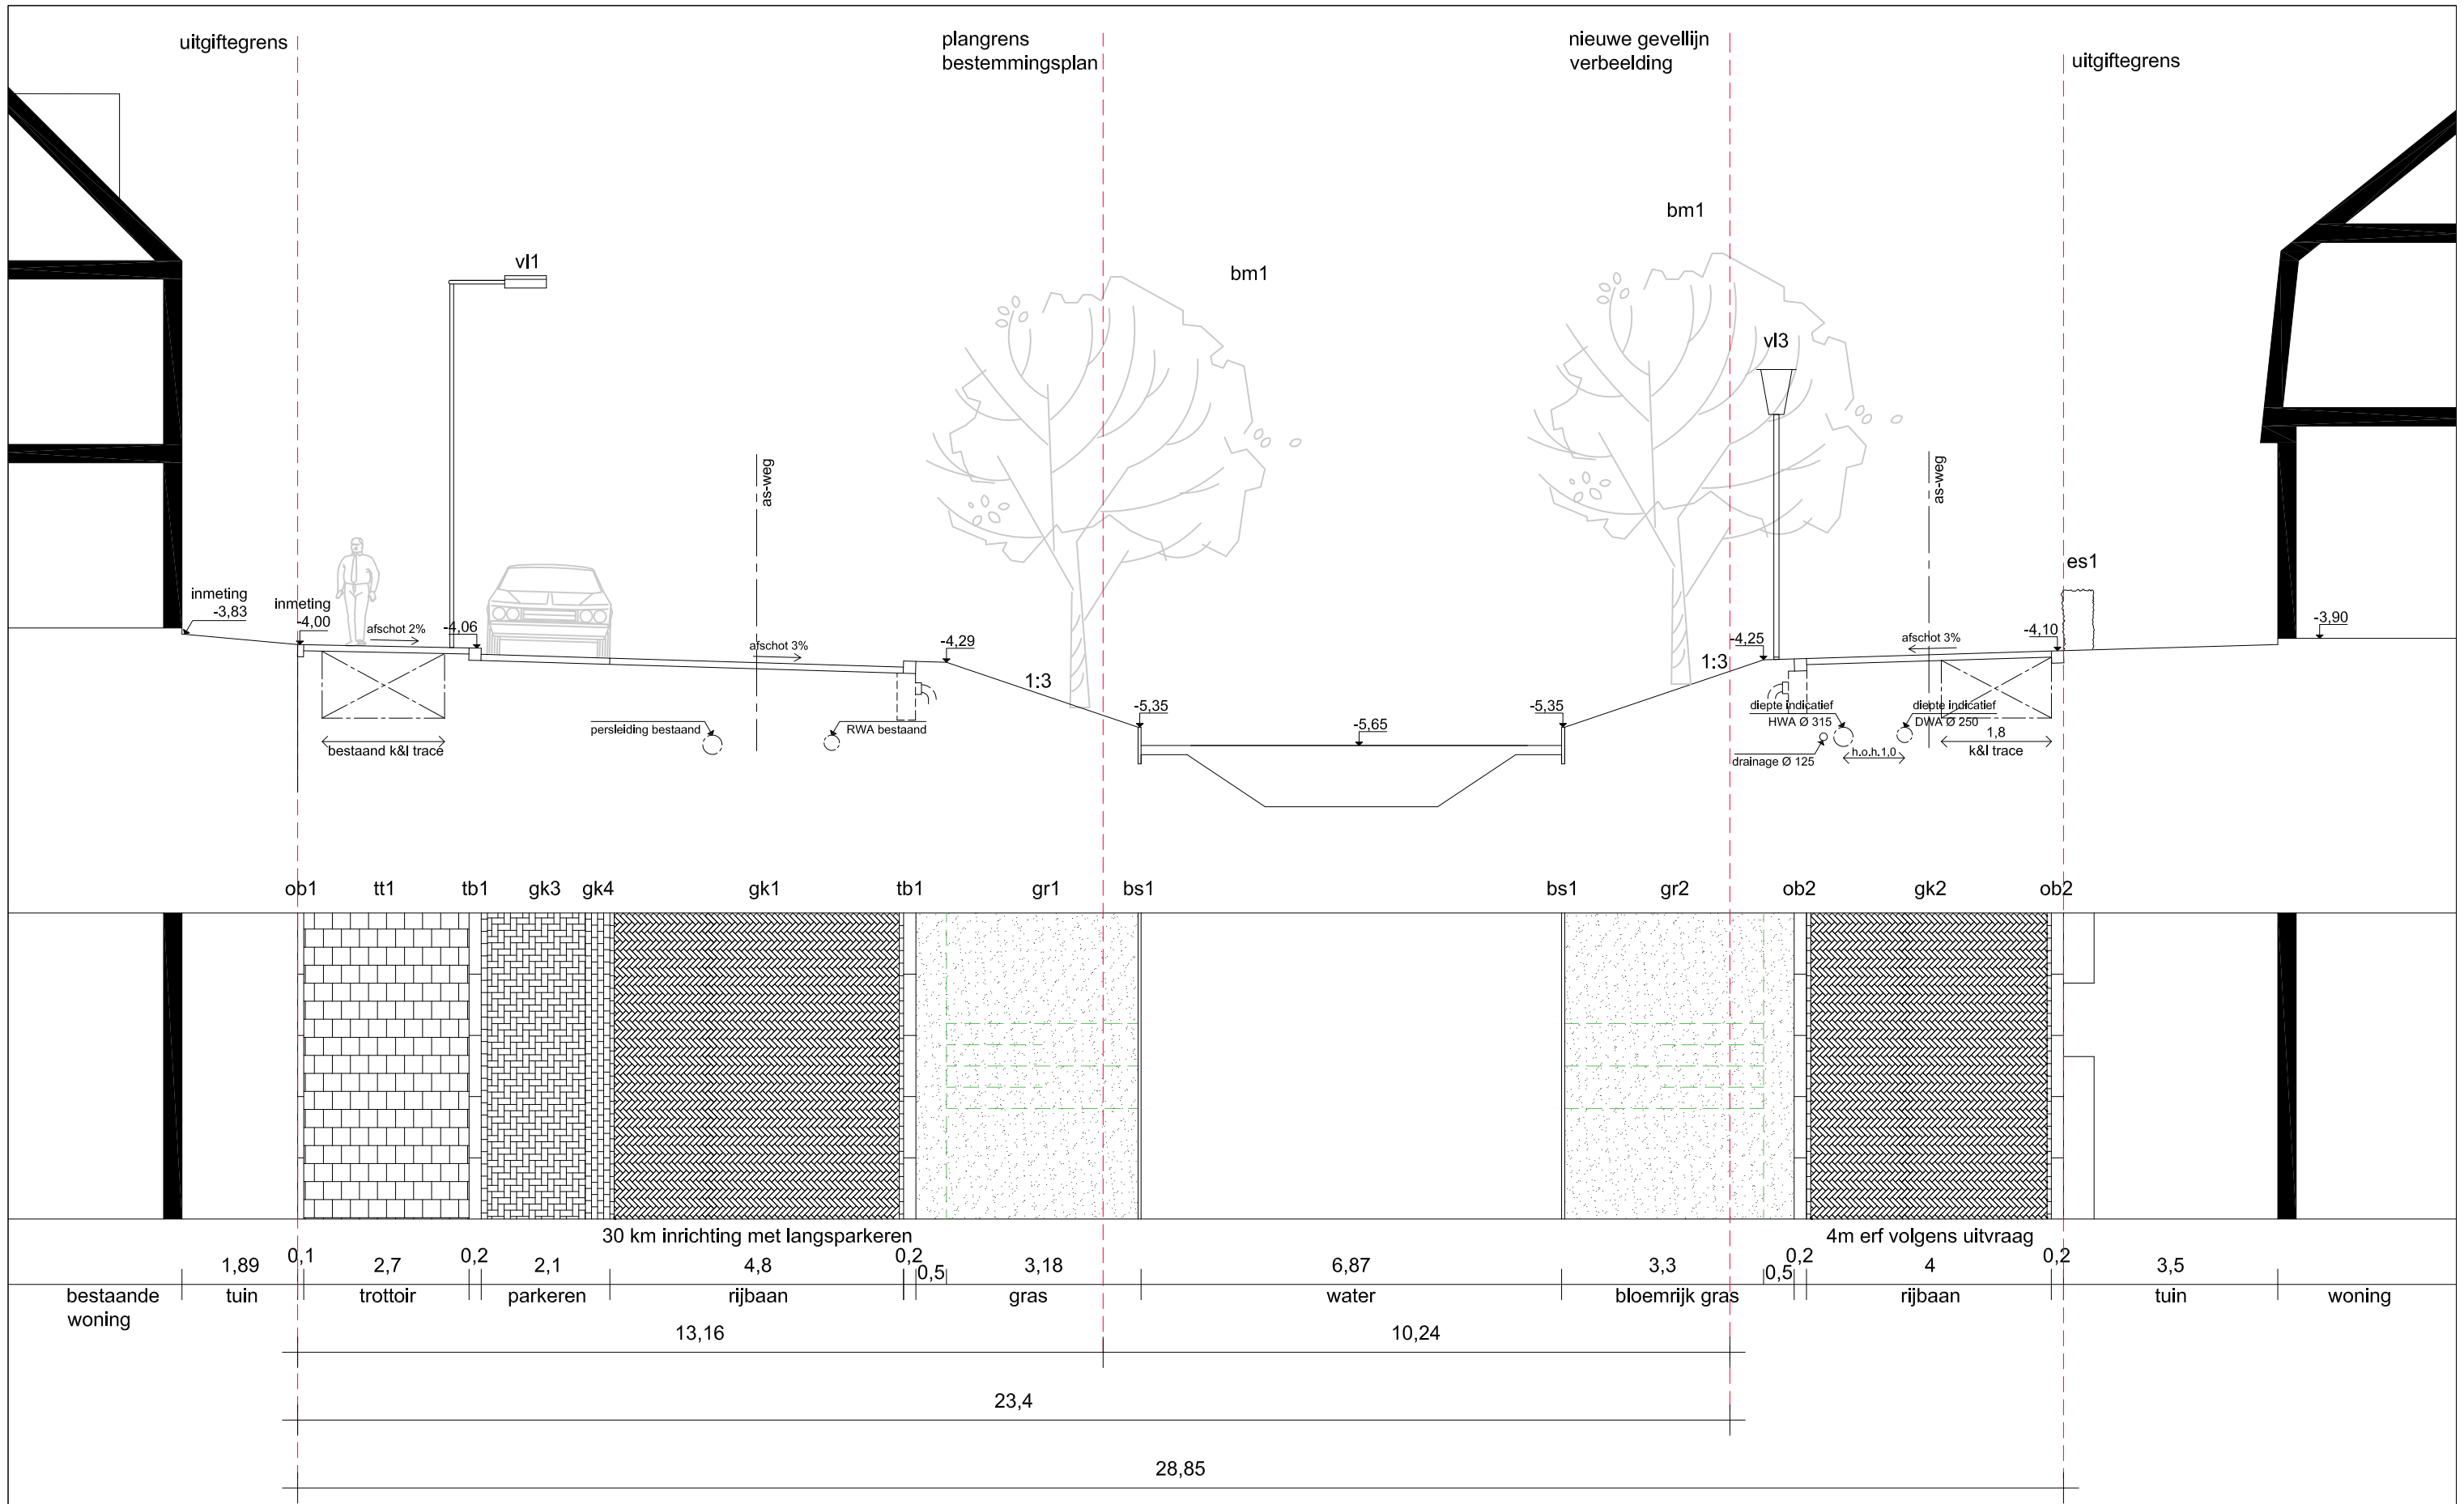 uitgiftegrens
plangrens
bestemmingsplan
nieuwe gevellijn
verbeelding
uitgiftegrens
bm1
bm1
vl1
vl3
as-weg
as-weg
es1
inmeting
-3,83
inmeting
-4,00
afschot 2%
-4,06
afschot 3%
-4,29
1:3
-5,35
-5,65
-5,35
1:3
-4,25
afschot 3%
-4,10
-3,90
bestaand k&l tracé
persleiding bestaand
RWA bestaand
diepte indicatief
HWA Ø 315
drainage Ø 125
h.o.h.1,0
diepte indicatief
DWA Ø 250
1,8
k&l trace
ob1 tt1 tb1 gk3 gk4 gk1 tb1 gr1 bs1 bs1 gr2 ob2 gk2 ob2
30 km inrichting met langsparkeren
4m erf volgens uitvraag
1,89 0,1 2,7 0,2 2,1 4,8 0,2 0,5 3,18 6,87 3,3 0,5 0,2 4 0,2 3,5
bestaande
woning
tuin trottoir parkeren rijbaan gras water bloemrijk gras rijbaan tuin woning
13,16 10,24
23,4
28,85